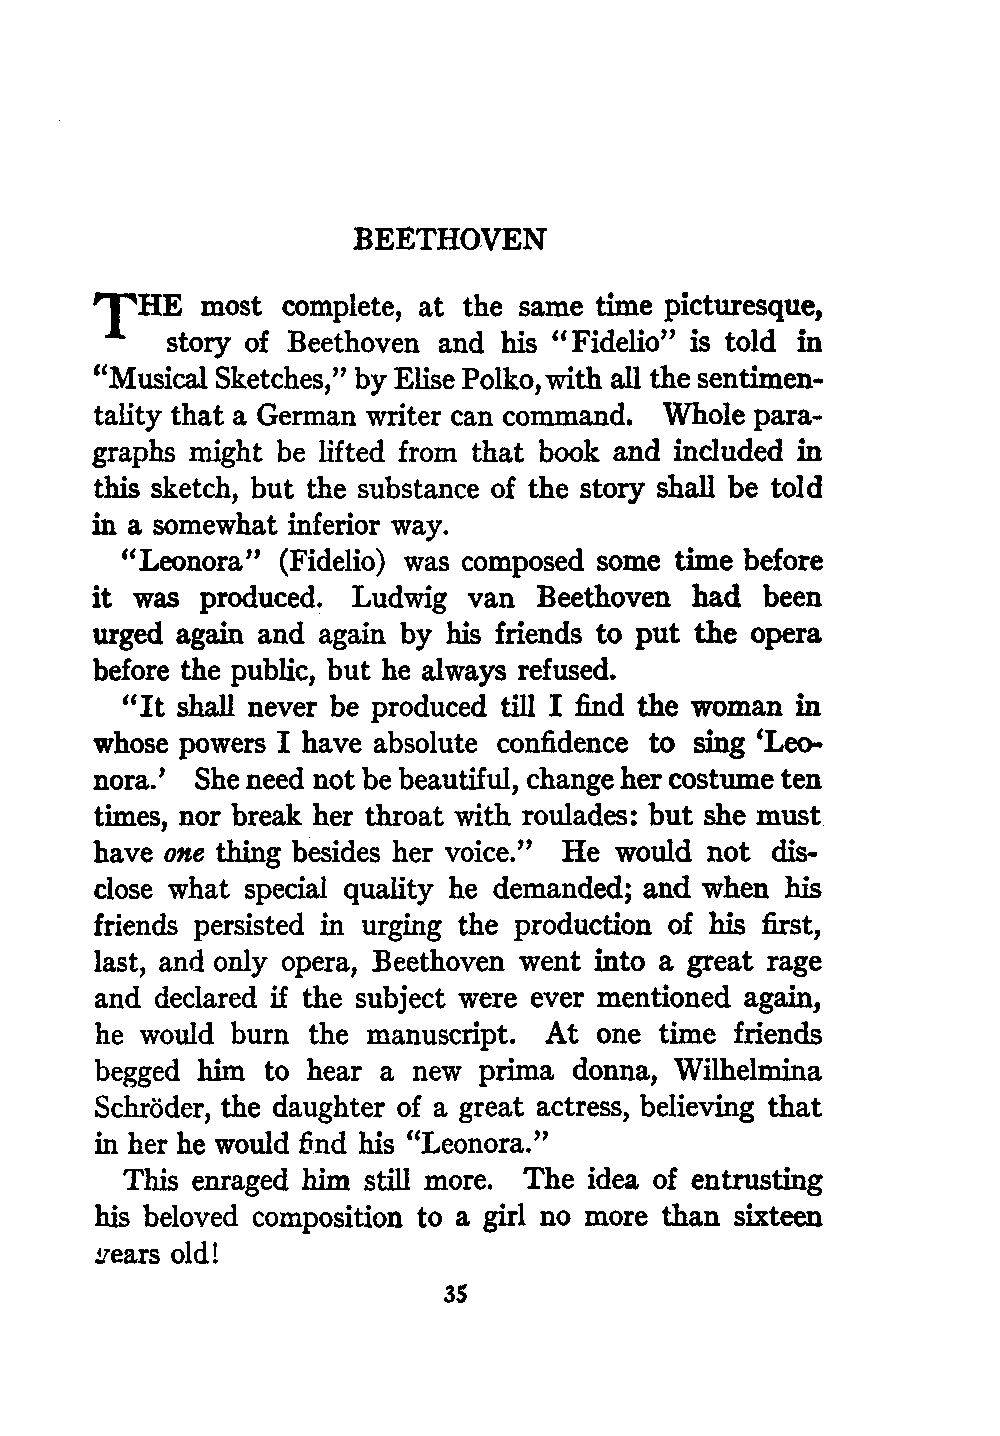 BEETHOVEN
THE most complete, at the same time picturesque,
story of Beethoven and his “Fidelio” is told in
“Musical Sketches,” by Elise Polko, with all the sentimen-
tality that a German writer can command. Whole para-
graphs might be lifted from that book and included in
this sketch, but the substance of the story shall be told
in a somewhat inferior way.
“Leonora” (Fidelio) was composed some time before
it was produced. Ludwig van Beethoven had been
urged again and again by his friends to put the opera
before the public, but he always refused.
“It shall never be produced till I find the woman in
whose powers I have absolute confidence to sing ‘Leo-
nora.’ She need not be beautiful, change her costume ten
times, nor break her throat with roulades: but she must
have one thing besides her voice.” He would not dis-
close what special quality he demanded; and when his
friends persisted in urging the production of his first,
last, and only opera, Beethoven went into a great rage
and declared if the subject were ever mentioned again,
he would burn the manuscript. At one time friends
begged him to hear a new prima donna, Wilhelmina
Schröder, the daughter of a great actress, believing that
in her he would find his “Leonora.”
This enraged him still more. The idea of entrusting
his beloved composition to a girl no more than sixteen
years old!
35